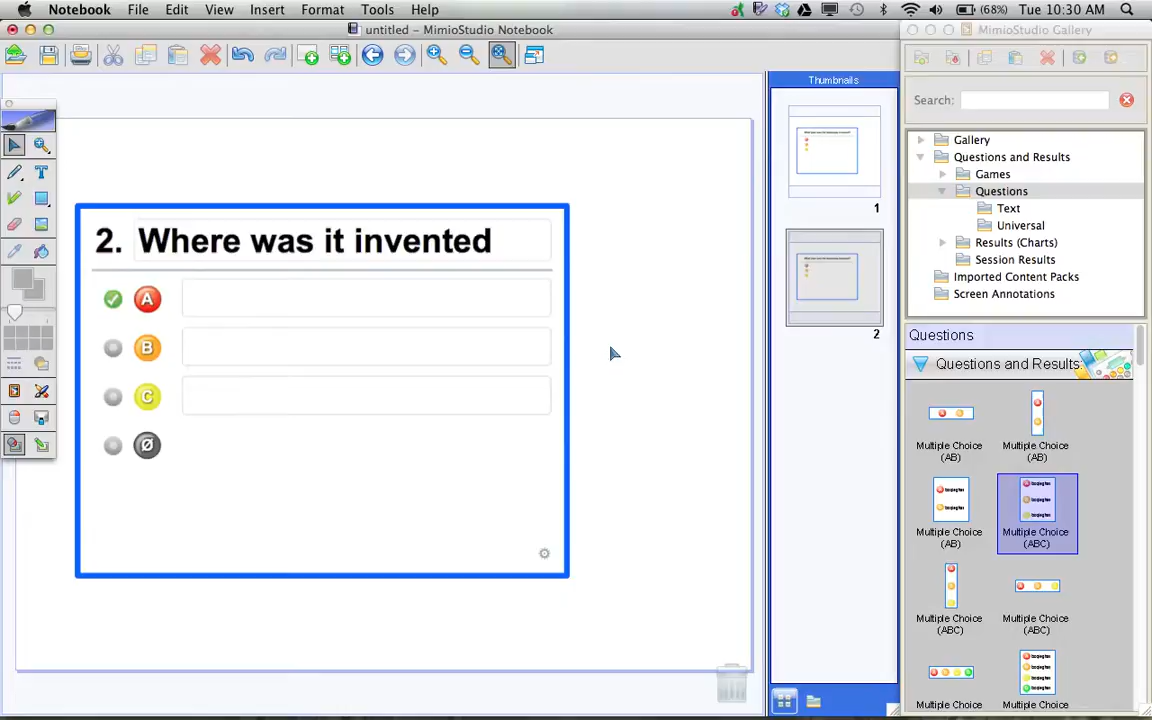 Notebook File Edit View Insert Format Tools Help (68%) Tue 10:30 AM
untitled – MimioStudio Notebook
MimioStudio Gallery
Thumbnails
1
2
2. Where was it invented
A
B
C
Ø
Search:
Gallery
Questions and Results
Games
Questions
Text
Universal
Results (Charts)
Session Results
Imported Content Packs
Screen Annotations
Questions
Questions and Results:
Multiple Choice
(AB)
Multiple Choice
(AB)
Multiple Choice
(AB)
Multiple Choice
(ABC)
Multiple Choice
(ABC)
Multiple Choice
(ABC)
Multiple Choice
Multiple Choice